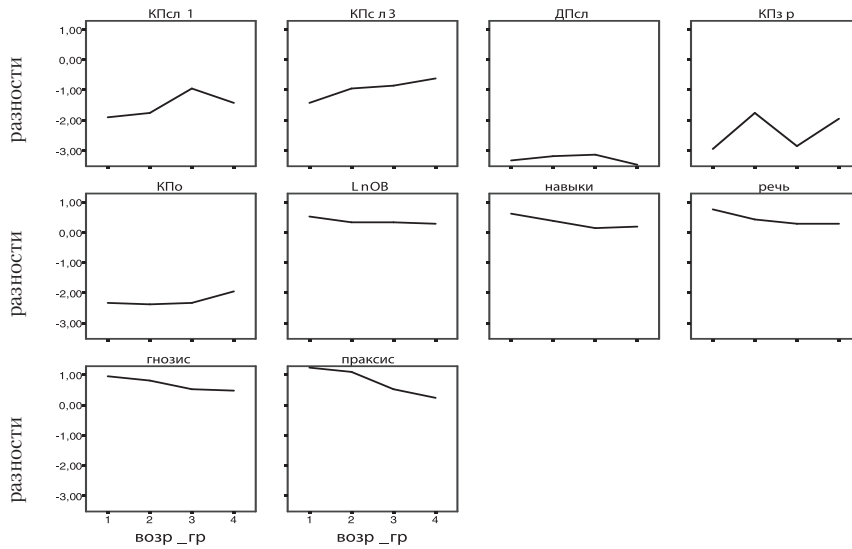 КПсл 1 КПс л 3 ДПсл КПз р
разности
1,00
0,00
-1,00
-2,00
-3,00
КПо L nОВ навыки речь
разности
1,00
0,00
-1,00
-2,00
-3,00
гнозис праксис
разности
1,00
0,00
-1,00
-2,00
-3,00
1 2 3 4 1 2 3 4
возр _гр возр _гр